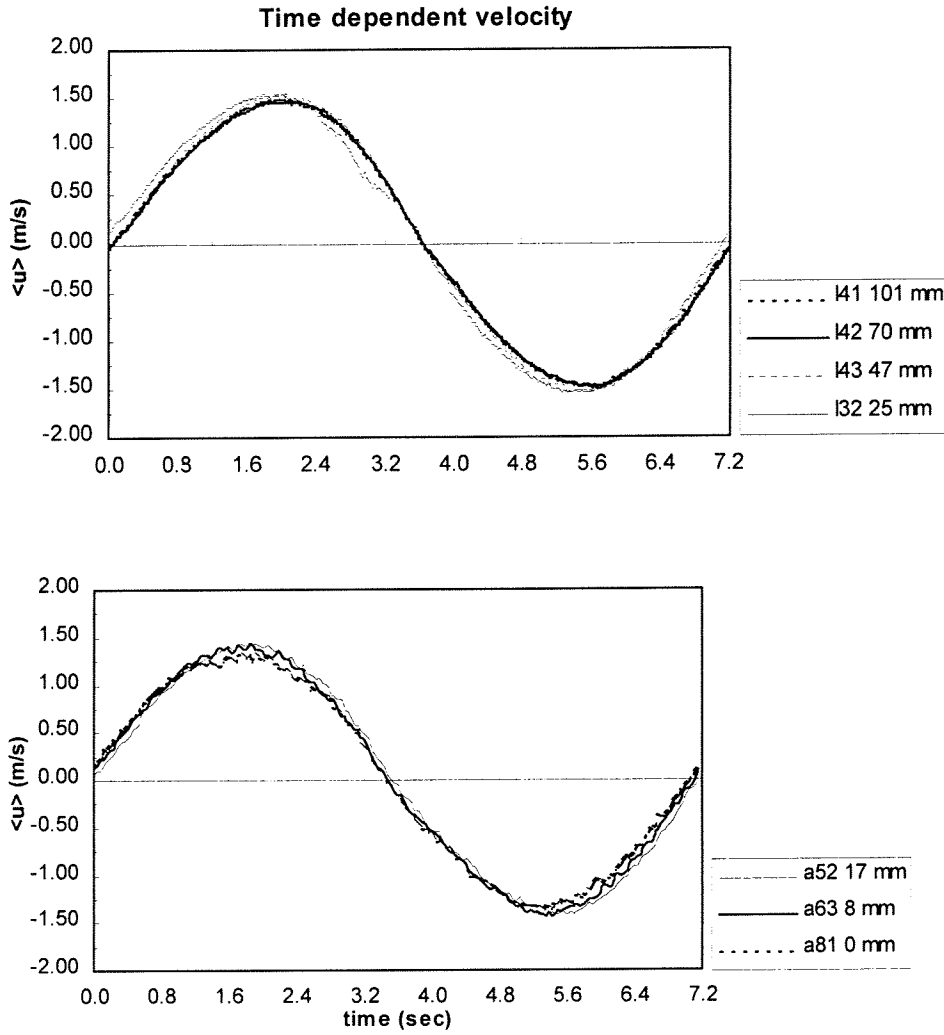 Time dependent velocity
2.00
1.50
1.00
0.50
0.00
-0.50
-1.00
-1.50
-2.00
<u> (m/s)
0.0 0.8 1.6 2.4 3.2 4.0 4.8 5.6 6.4 7.2
l41 101 mm
l42 70 mm
l43 47 mm
l32 25 mm
2.00
1.50
1.00
0.50
0.00
-0.50
-1.00
-1.50
-2.00
<u> (m/s)
0.0 0.8 1.6 2.4 3.2 4.0 4.8 5.6 6.4 7.2
time (sec)
a52 17 mm
a63 8 mm
a81 0 mm